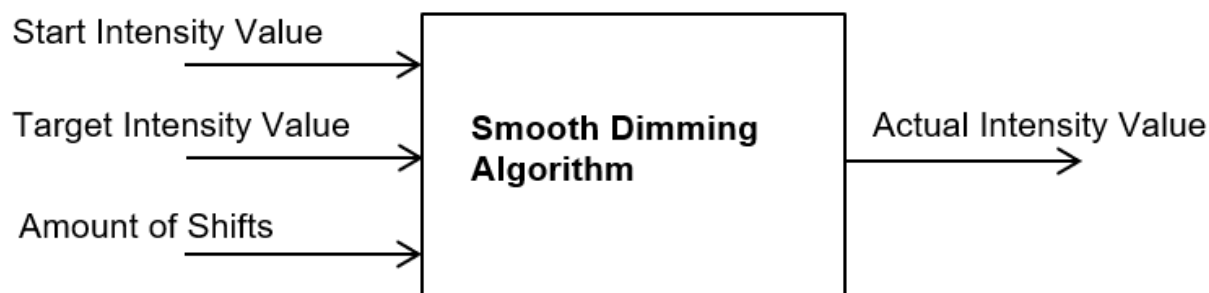 Start Intensity Value
Target Intensity Value
Amount of Shifts
Smooth Dimming
Algorithm
Actual Intensity Value